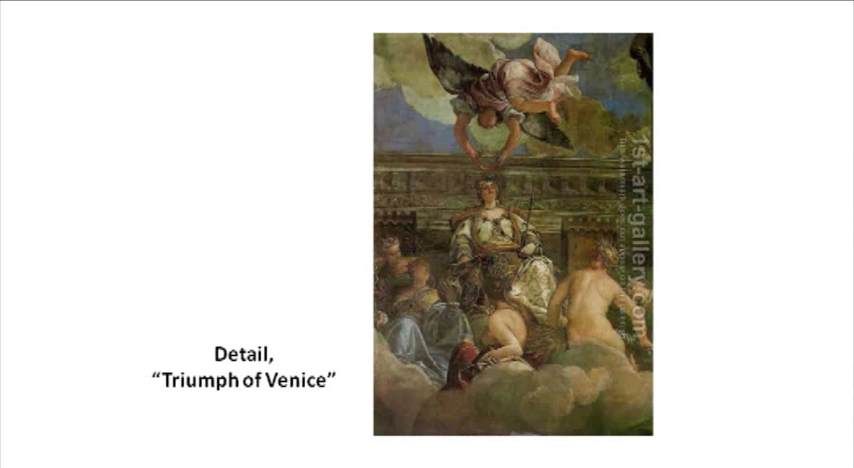 Detail,
“Triumph of Venice”
1st-art-gallery.com